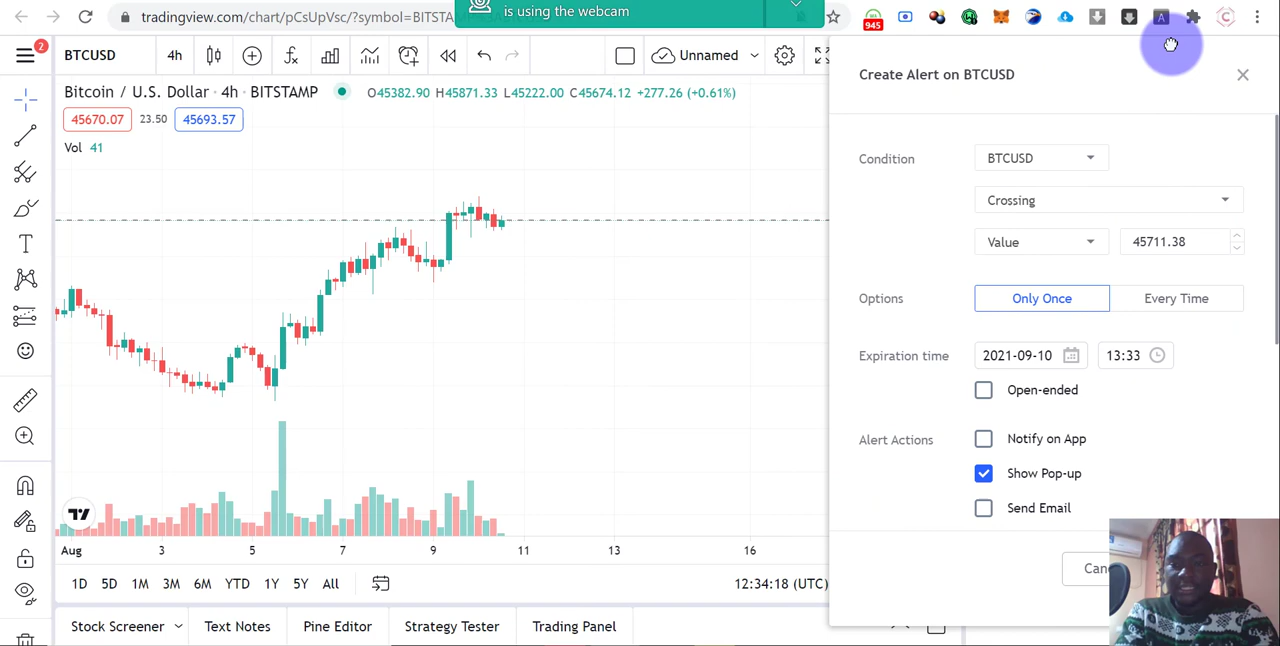 is using the webcam
tradingview.com/chart/pCsUpVsc/?symbol=BITSTAMP
945
A
2
BTCUSD 4h Unnamed
Create Alert on BTCUSD
Bitcoin / U.S. Dollar · 4h · BITSTAMP O45382.90 H45871.33 L45222.00 C45674.12 +277.26 (+0.61%)
45670.07 23.50 45693.57
Vol 41
Condition BTCUSD
Crossing
Value 45711.38
Options Only Once Every Time
Expiration time 2021-09-10 13:33
Open-ended
Alert Actions Notify on App
Show Pop-up
Send Email
Aug 3 5 7 9 11 13 16
1D 5D 1M 3M 6M YTD 1Y 5Y All 12:34:18 (UTC)
Stock Screener Text Notes Pine Editor Strategy Tester Trading Panel